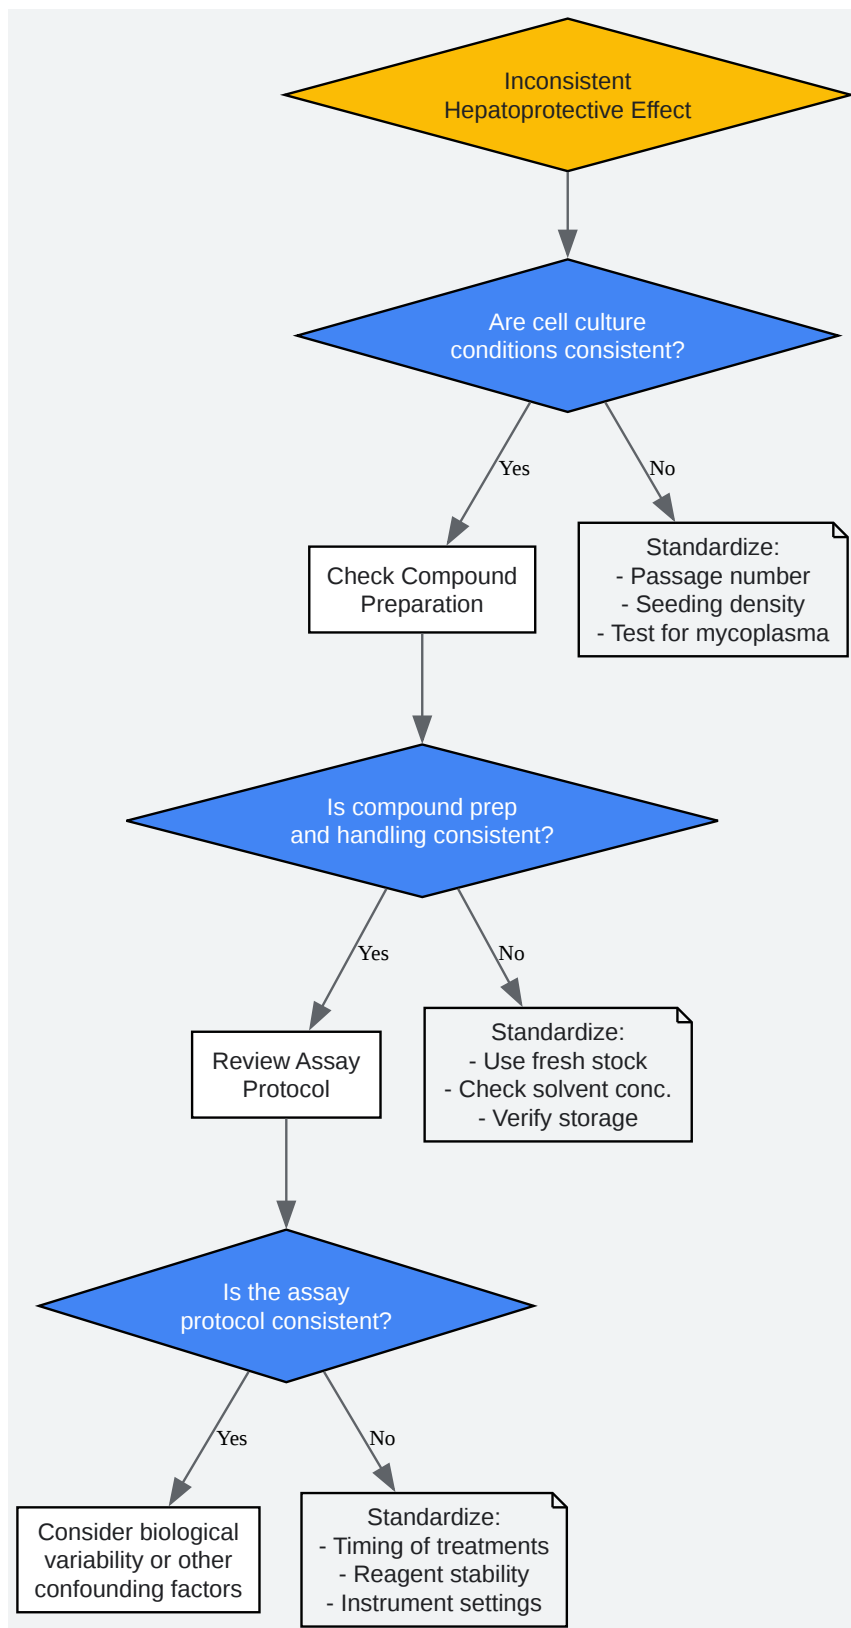 Inconsistent
Hepatoprotective Effect
Are cell culture
conditions consistent?
Yes
No
Check Compound
Preparation
Standardize:
- Passage number
- Seeding density
- Test for mycoplasma
Is compound prep
and handling consistent?
Yes
No
Review Assay
Protocol
Standardize:
- Use fresh stock
- Check solvent conc.
- Verify storage
Is the assay
protocol consistent?
Yes
No
Consider biological
variability or other
confounding factors
Standardize:
- Timing of treatments
- Reagent stability
- Instrument settings